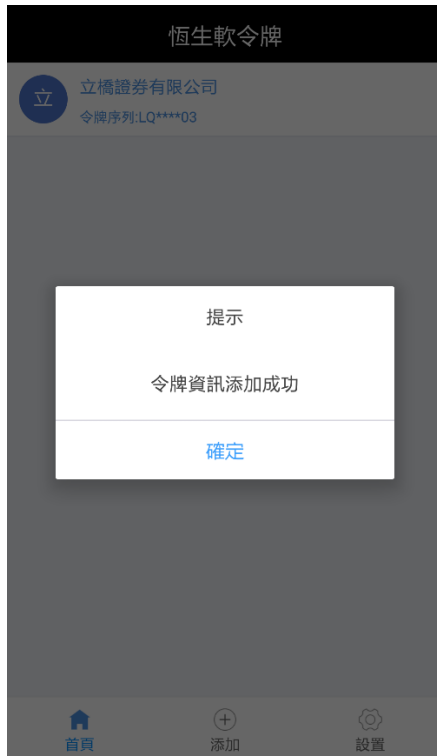 恆生軟令牌
立
立橋證券有限公司
令牌序列:LQ****03
提示
令牌資訊添加成功
確定
首頁
添加
設置